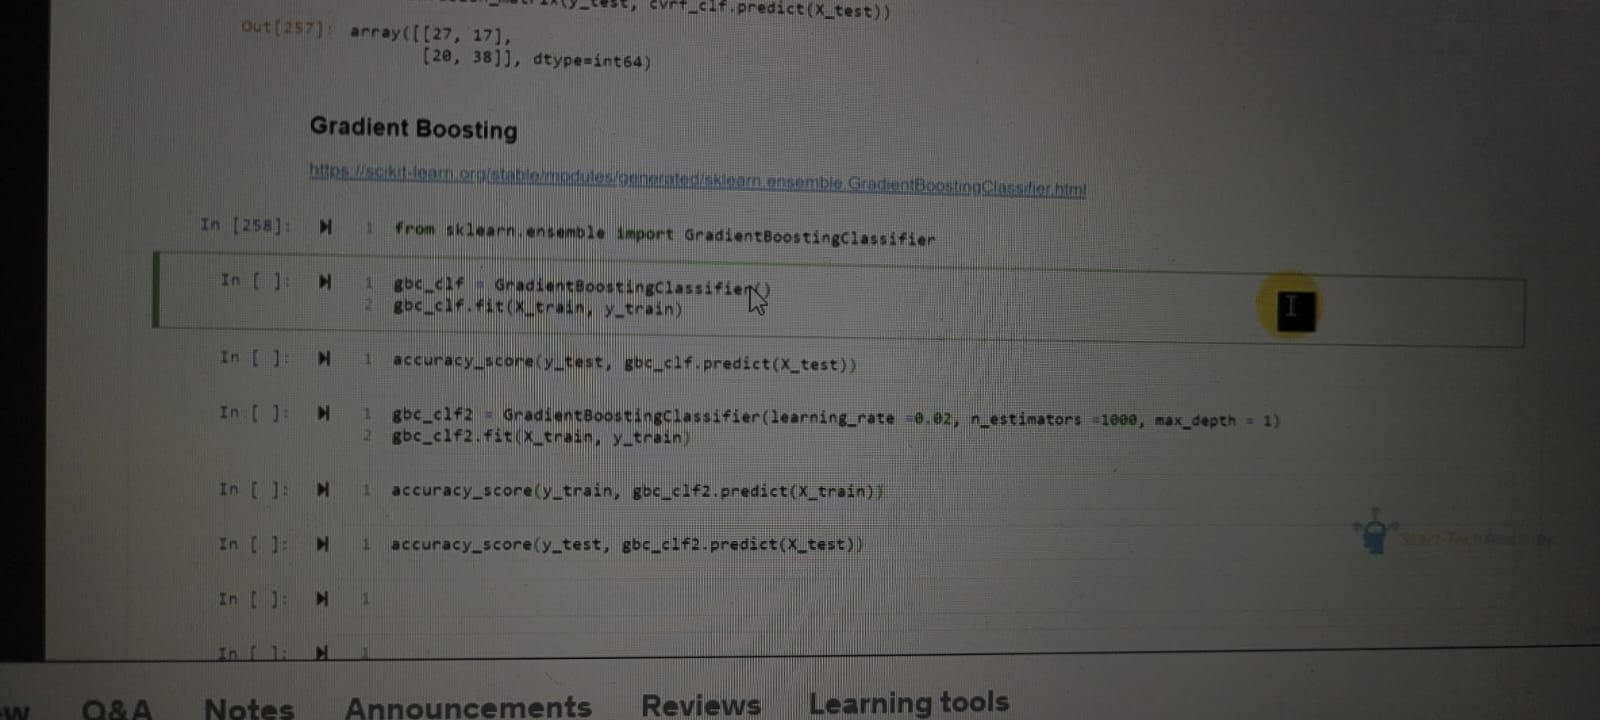 _matrix(y_test, cvrf_clf.predict(X_test))
Out[257]: array([[27, 17],
[20, 38]], dtype=int64)
Gradient Boosting
https://scikit-learn.org/stable/modules/generated/sklearn.ensemble.GradientBoostingClassifier.html
In [258]: 1 from sklearn.ensemble import GradientBoostingClassifier
In [ ]: 1 gbc_clf = GradientBoostingClassifier()
2 gbc_clf.fit(X_train, y_train)
In [ ]: 1 accuracy_score(y_test, gbc_clf.predict(X_test))
In [ ]: 1 gbc_clf2 = GradientBoostingClassifier(learning_rate =0.02, n_estimators =1000, max_depth = 1)
2 gbc_clf2.fit(X_train, y_train)
In [ ]: 1 accuracy_score(y_train, gbc_clf2.predict(X_train))
In [ ]: 1 accuracy_score(y_test, gbc_clf2.predict(X_test))
Start-Tech Academy
In [ ]: 1
In [ ]: 1
Q&A Notes Announcements Reviews Learning tools